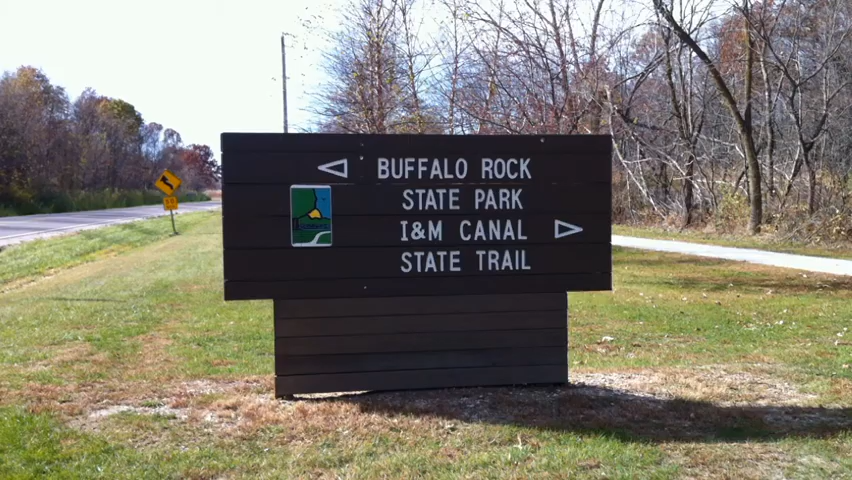 BUFFALO ROCK
STATE PARK
I&M CANAL
STATE TRAIL